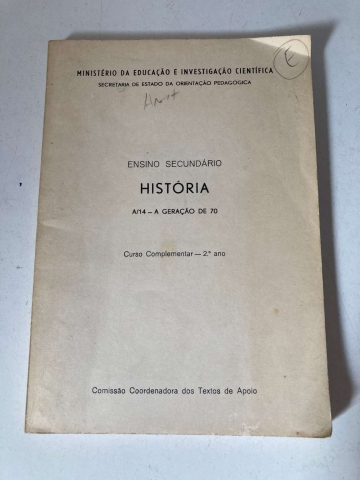 MINISTÉRIO DA EDUCAÇÃO E INVESTIGAÇÃO CIENTÍFICA
SECRETARIA DE ESTADO DA ORIENTAÇÃO PEDAGÓGICA
ENSINO SECUNDÁRIO
HISTÓRIA
A/14 — A GERAÇÃO DE 70
Curso Complementar — 2.º ano
Comissão Coordenadora dos Textos de Apoio